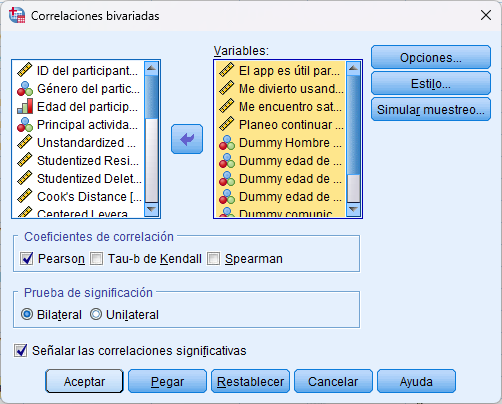 Correlaciones bivariadas
Variables:
ID del participant...
Género del partic...
Edad del particip...
Principal activida...
Unstandardized ...
Studentized Resi...
Studentized Delet...
Cook's Distance [...
Centered Levera...
El app es útil par...
Me divierto usand...
Me encuentro sat...
Planeo continuar ...
Dummy Hombre ...
Dummy edad de ...
Dummy edad de ...
Dummy edad de ...
Dummy comunic...
Opciones...
Estilo...
Simular muestreo...
Coeficientes de correlación
Pearson Tau-b de Kendall Spearman
Prueba de significación
Bilateral Unilateral
Señalar las correlaciones significativas
Aceptar Pegar Restablecer Cancelar Ayuda